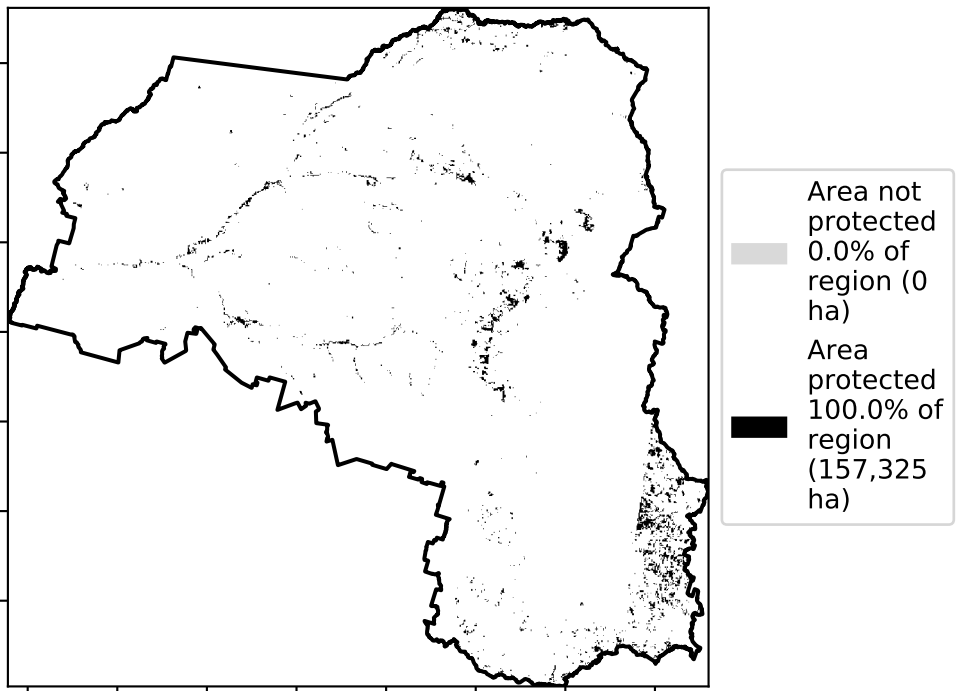 Area not
protected
0.0% of
region (0
ha)
Area
protected
100.0% of
region
(157,325
ha)